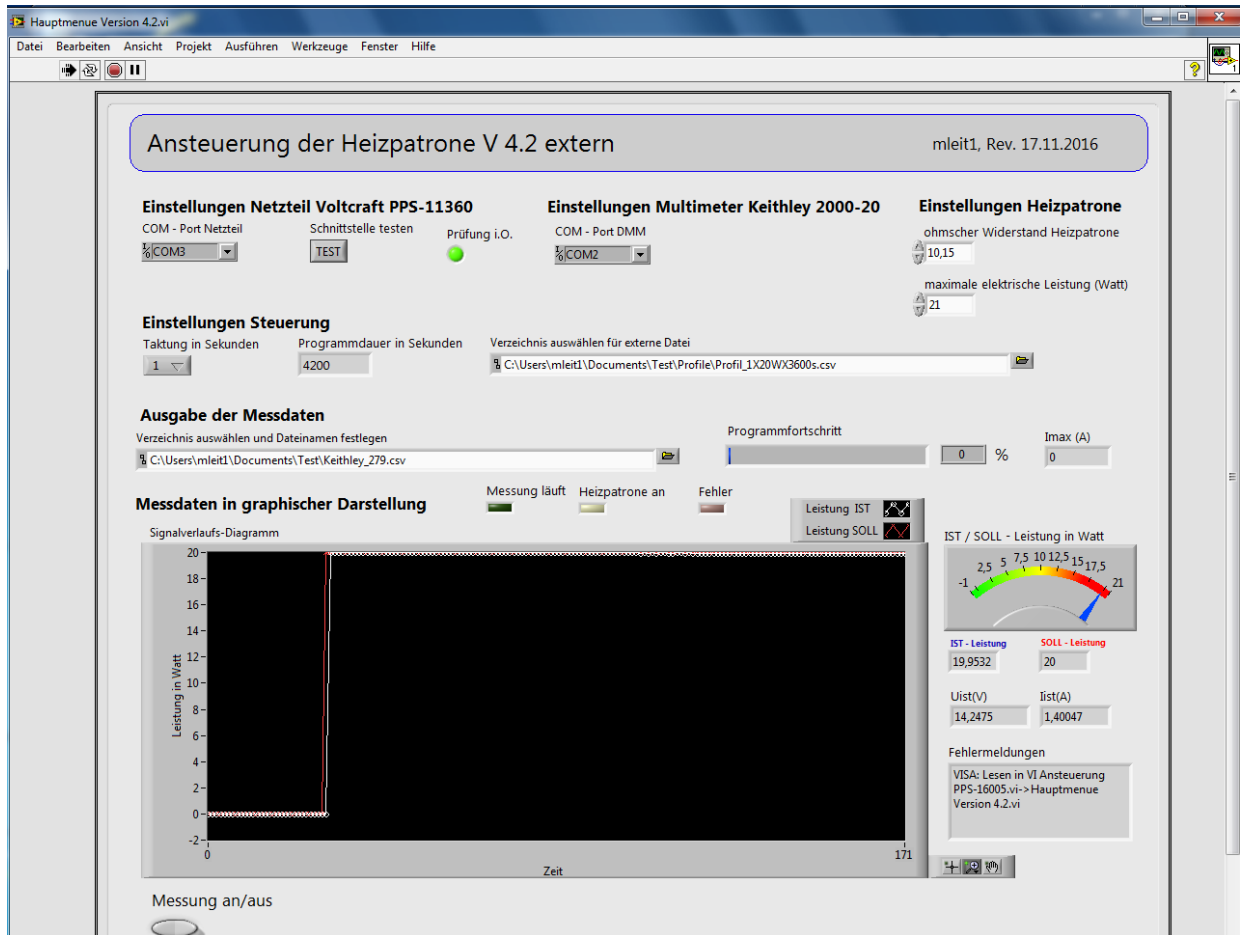 Hauptmenue Version 4.2.vi
Datei Bearbeiten Ansicht Projekt Ausführen Werkzeuge Fenster Hilfe
1
Ansteuerung der Heizpatrone V 4.2 extern
mleit1, Rev. 17.11.2016
Einstellungen Netzteil Voltcraft PPS-11360
COM - Port Netzteil
Schnittstelle testen
Prüfung i.O.
COM3
TEST
Einstellungen Multimeter Keithley 2000-20
COM - Port DMM
COM2
Einstellungen Heizpatrone
ohmscher Widerstand Heizpatrone
10,15
maximale elektrische Leistung (Watt)
21
Einstellungen Steuerung
Taktung in Sekunden
Programmdauer in Sekunden
Verzeichnis auswählen für externe Datei
1
4200
C:\Users\mleit1\Documents\Test\Profile\Profil_1X20WX3600s.csv
Ausgabe der Messdaten
Verzeichnis auswählen und Dateinamen festlegen
C:\Users\mleit1\Documents\Test\Keithley_279.csv
Programmfortschritt
0 %
Imax (A)
0
Messdaten in graphischer Darstellung
Messung läuft
Heizpatrone an
Fehler
Leistung IST
Leistung SOLL
Signalverlaufs-Diagramm
20
18
16
14
12
10
8
6
4
2
0
-2
Leistung in Watt
0
171
Zeit
IST / SOLL - Leistung in Watt
-1 2,5 5 7,5 10 12,5 15 17,5 21
IST - Leistung
SOLL - Leistung
19,9532
20
Uist(V)
Iist(A)
14,2475
1,40047
Fehlermeldungen
VISA: Lesen in VI Ansteuerung
PPS-16005.vi->Hauptmenue
Version 4.2.vi
Messung an/aus